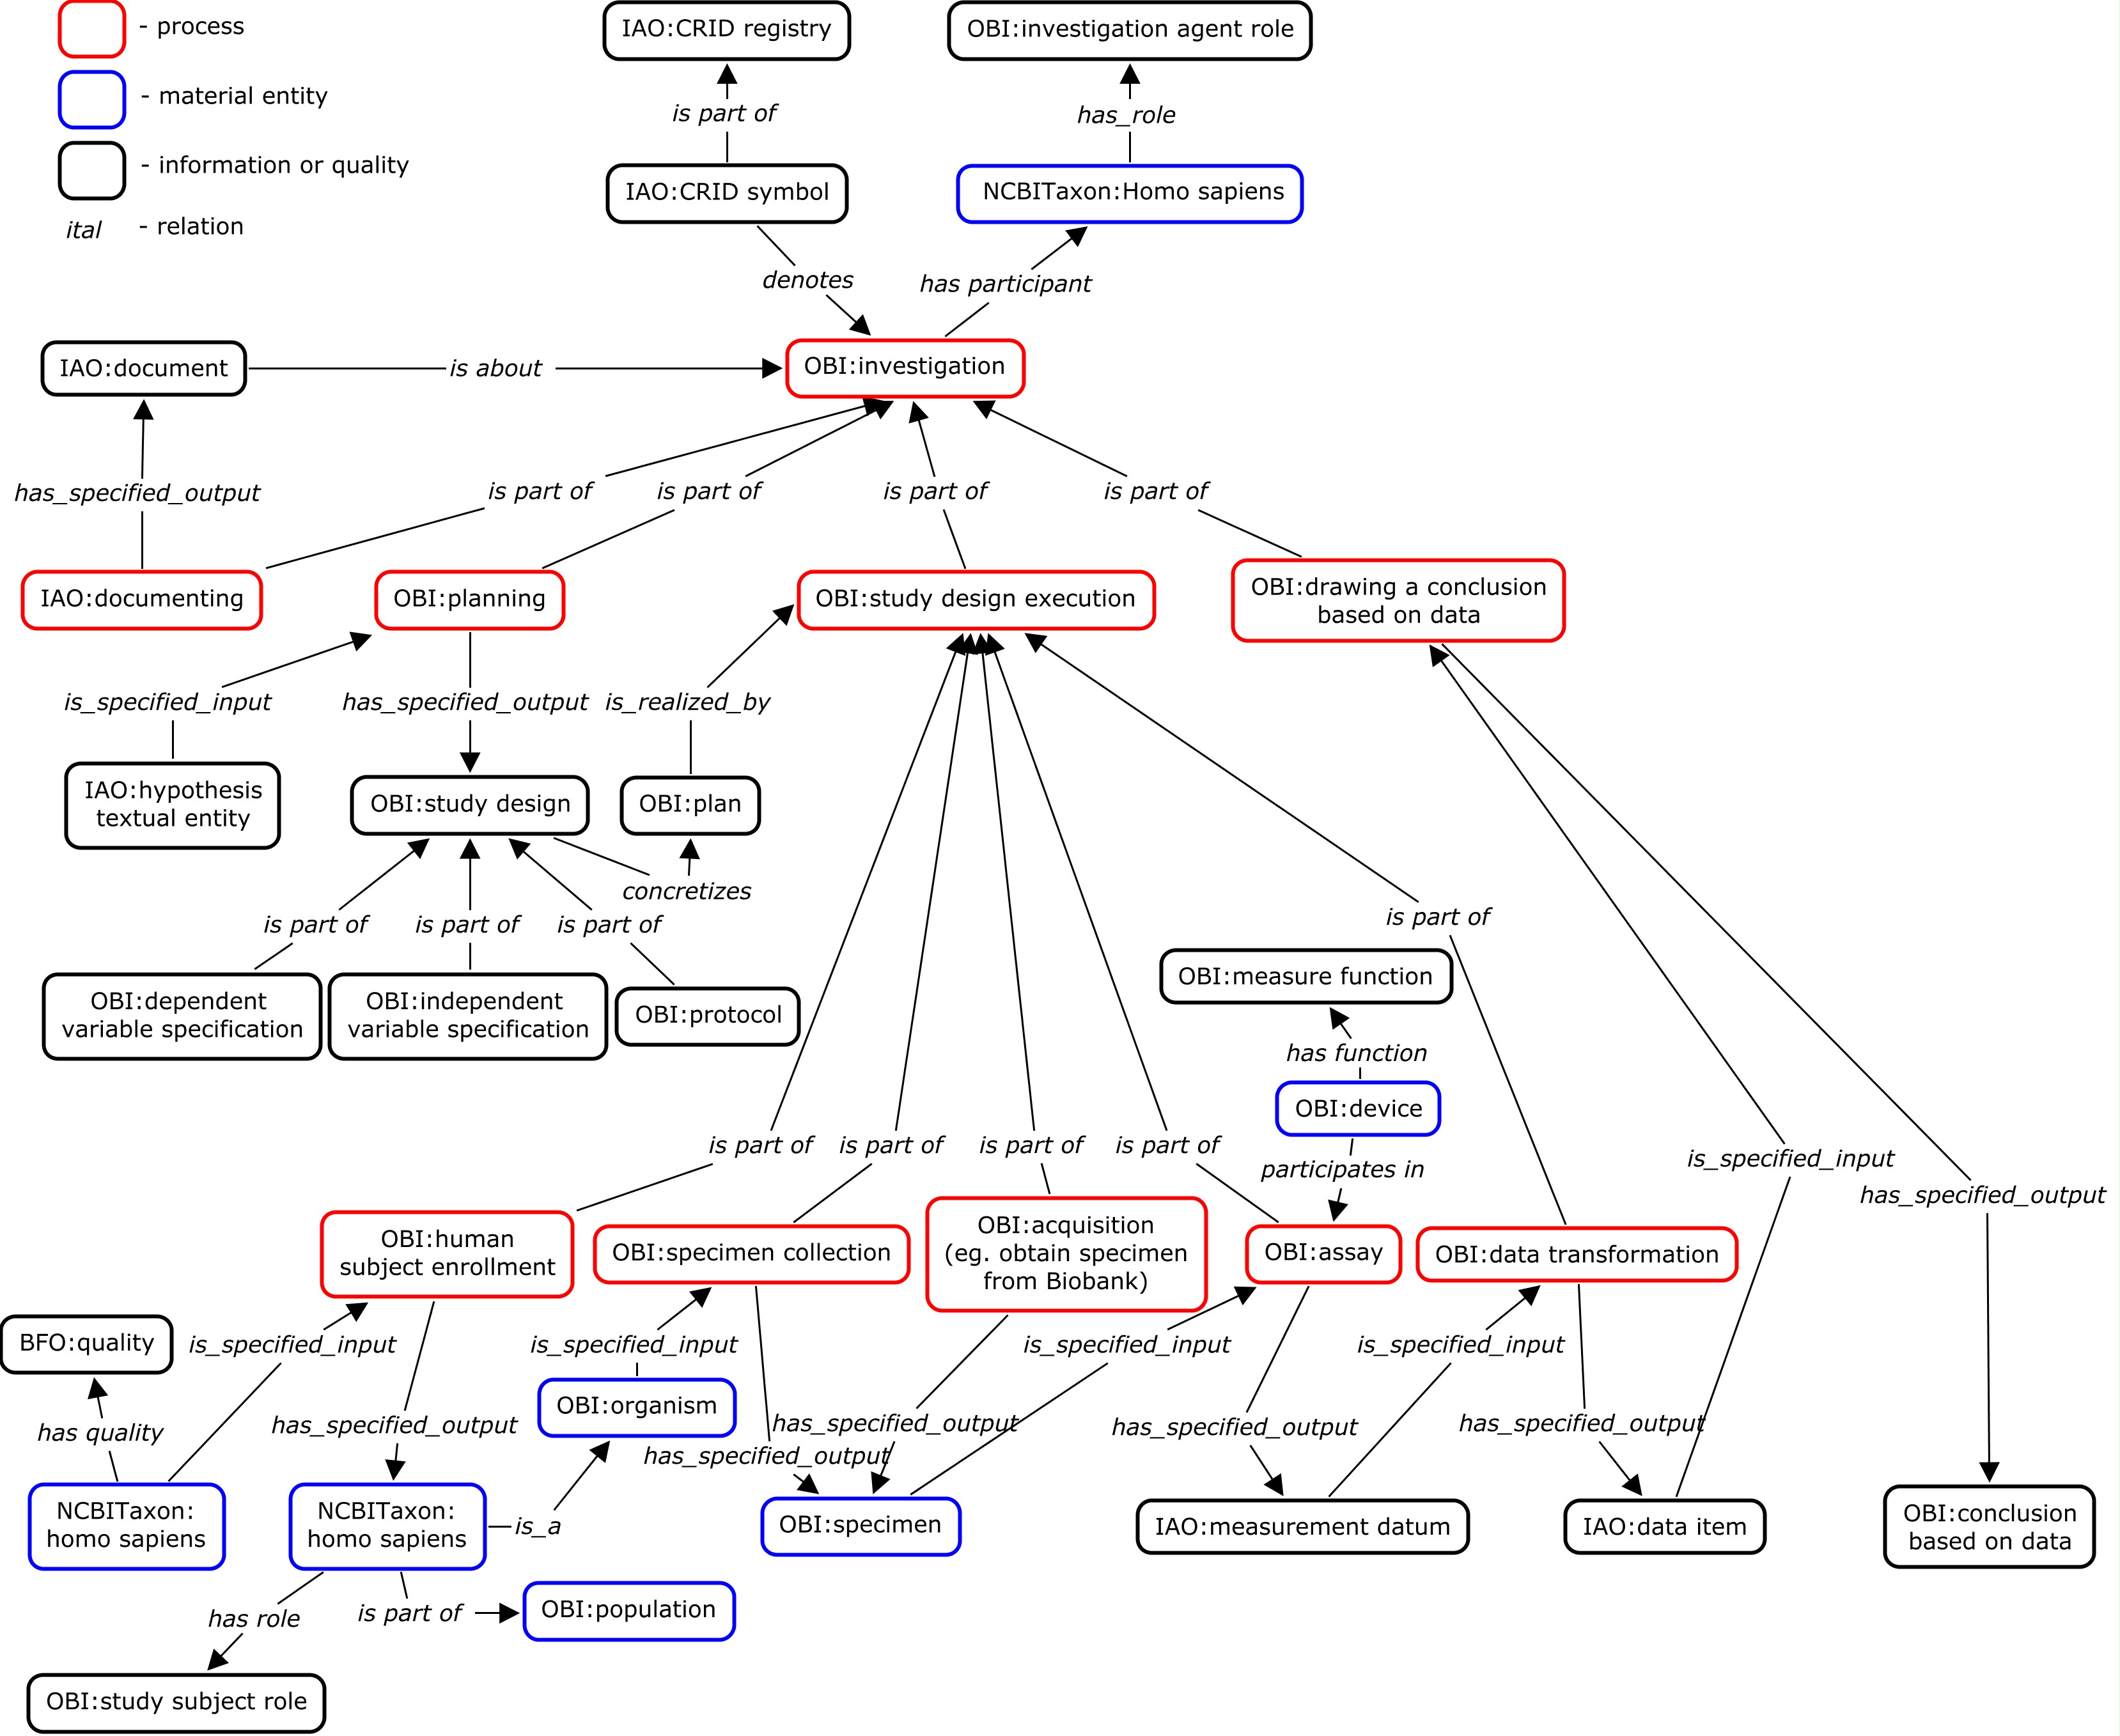 - process
- material entity
- information or quality
ital - relation
IAO:CRID registry
OBI:investigation agent role
is part of
has_role
IAO:CRID symbol
NCBITaxon:Homo sapiens
denotes
has participant
IAO:document
is about
OBI:investigation
has_specified_output
is part of
is part of
is part of
is part of
IAO:documenting
OBI:planning
OBI:study design execution
OBI:drawing a conclusion
based on data
is_specified_input
has_specified_output
is_realized_by
IAO:hypothesis
textual entity
OBI:study design
OBI:plan
concretizes
is part of
is part of
is part of
is part of
OBI:dependent
variable specification
OBI:independent
variable specification
OBI:protocol
OBI:measure function
has function
OBI:device
is part of
is part of
is part of
is part of
participates in
is_specified_input
has_specified_output
OBI:human
subject enrollment
OBI:specimen collection
OBI:acquisition
(eg. obtain specimen
from Biobank)
OBI:assay
OBI:data transformation
BFO:quality
is_specified_input
is_specified_input
is_specified_input
is_specified_input
OBI:organism
has quality
has_specified_output
has_specified_output
has_specified_output
has_specified_output
has_specified_output
NCBITaxon:
homo sapiens
NCBITaxon:
homo sapiens
is_a
OBI:specimen
IAO:measurement datum
IAO:data item
OBI:conclusion
based on data
has role
is part of
OBI:population
OBI:study subject role